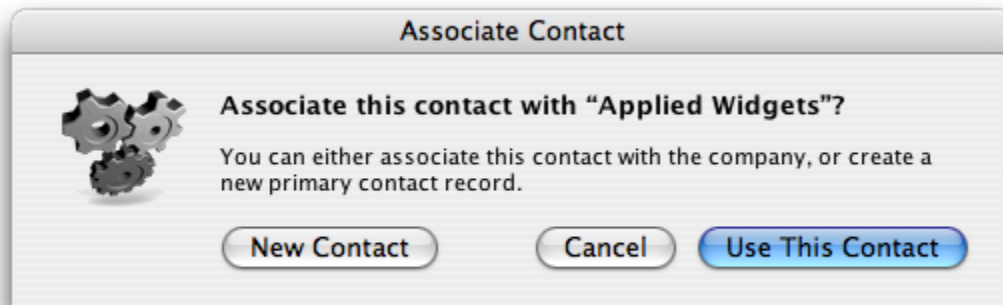 Associate Contact
Associate this contact with “Applied Widgets”?
You can either associate this contact with the company, or create a
new primary contact record.
New Contact Cancel Use This Contact